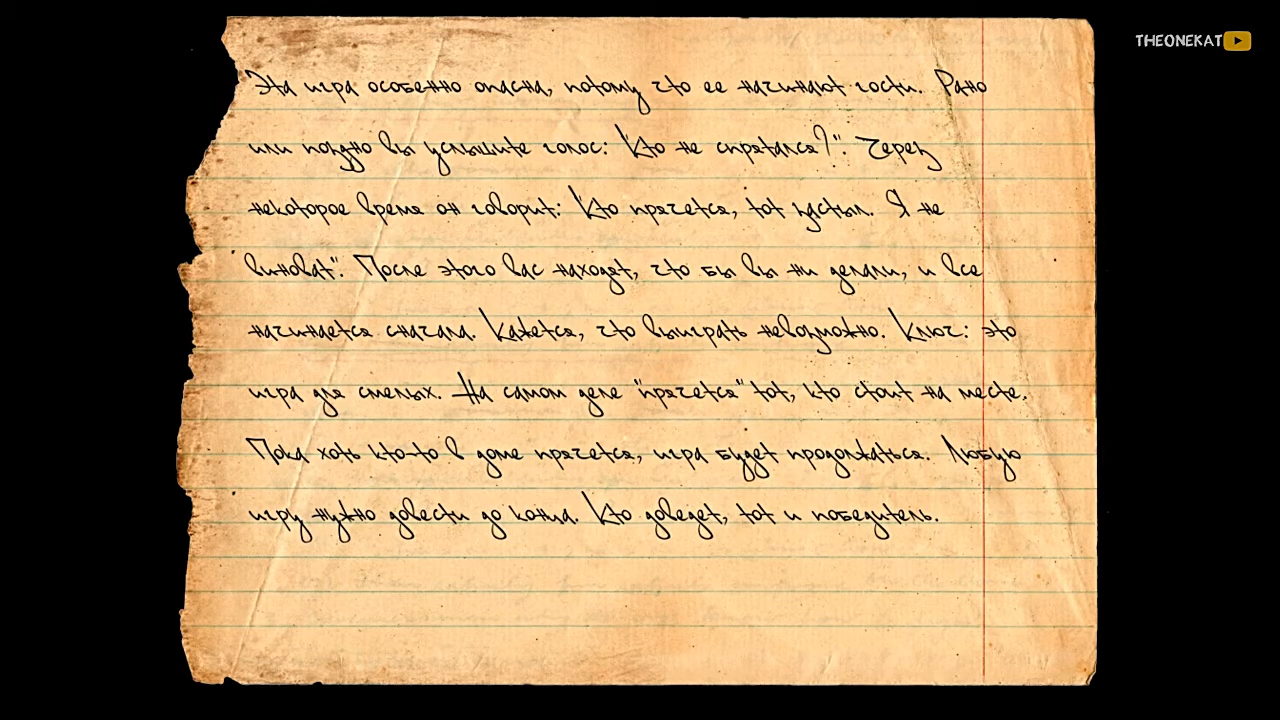 THEONEKAT
Эта игра особенно опасна, потому что ее начинают гости. Рано
или поздно вы услышите голос: "Кто не спрятался?". Через
некоторое время он говорит: "Кто прячется, тот
Я не
виноват". После этого вас находят, что бы вы ни делали, и все
начинается сначала. Кажется, что выиграть невозможно. Ключ: это
игра для смелых. На самом деле "прячется" тот, кто стоит на месте.
Пока хоть кто-то в доме прячется, игра будет продолжаться. Любую
игру нужно довести до конца. Кто доведет, тот и победитель.